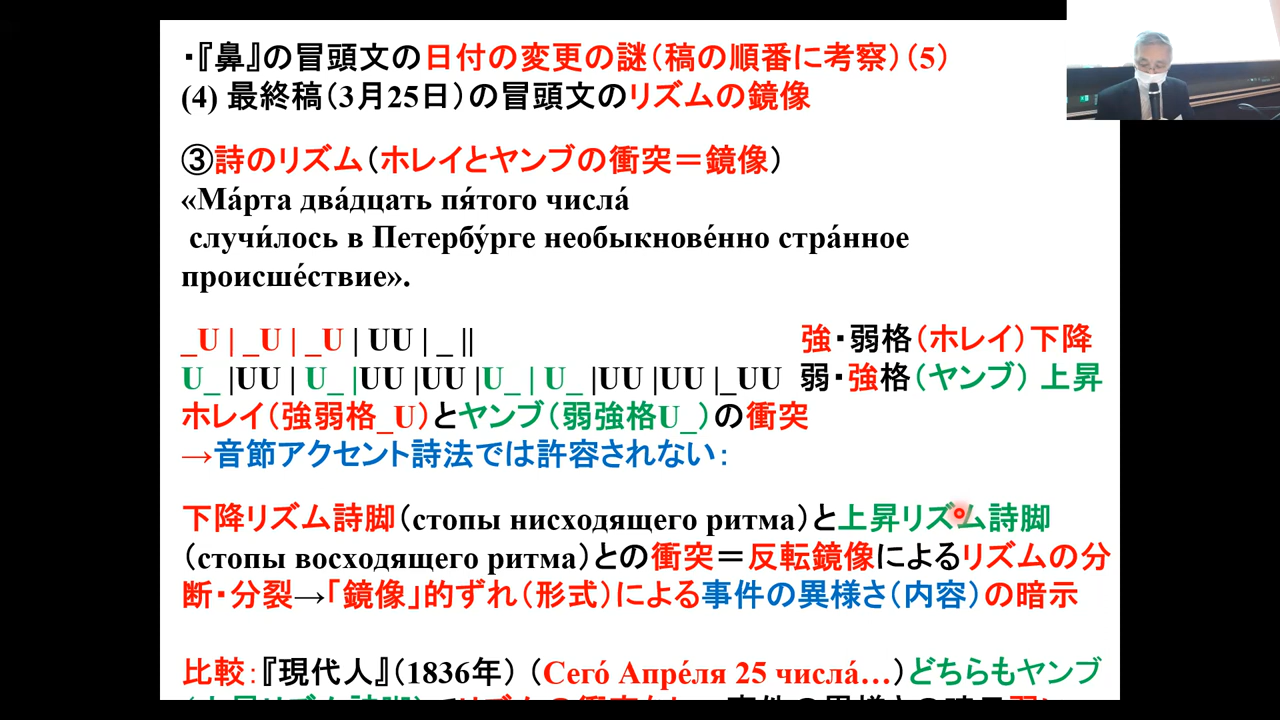 ・『鼻』の冒頭文の日付の変更の謎（稿の順番に考察）（5）
(4) 最終稿（3月25日）の冒頭文のリズムの鏡像
③詩のリズム（ホレイとヤンブの衝突＝鏡像）
«Ма́рта два́дцать пя́того числа́
случи́лось в Петербу́рге необыкнове́нно стра́нное
происше́ствие».
_U | _U | _U | UU | _ || 強・弱格（ホレイ）下降
U_ |UU | U_ |UU |UU |U_ | U_ |UU |UU |_UU 弱・強格（ヤンブ） 上昇
ホレイ（強弱格_U）とヤンブ（弱強格U_）の衝突
→音節アクセント詩法では許容されない：
下降リズム詩脚（стопы нисходящего ритма）と上昇リズム詩脚
（стопы восходящего ритма）との衝突＝反転鏡像によるリズムの分
断・分裂→「鏡像」的ずれ（形式）による事件の異様さ（内容）の暗示
比較：『現代人』（1836年） （Сего́ Апре́ля 25 числа́…）どちらもヤンブ